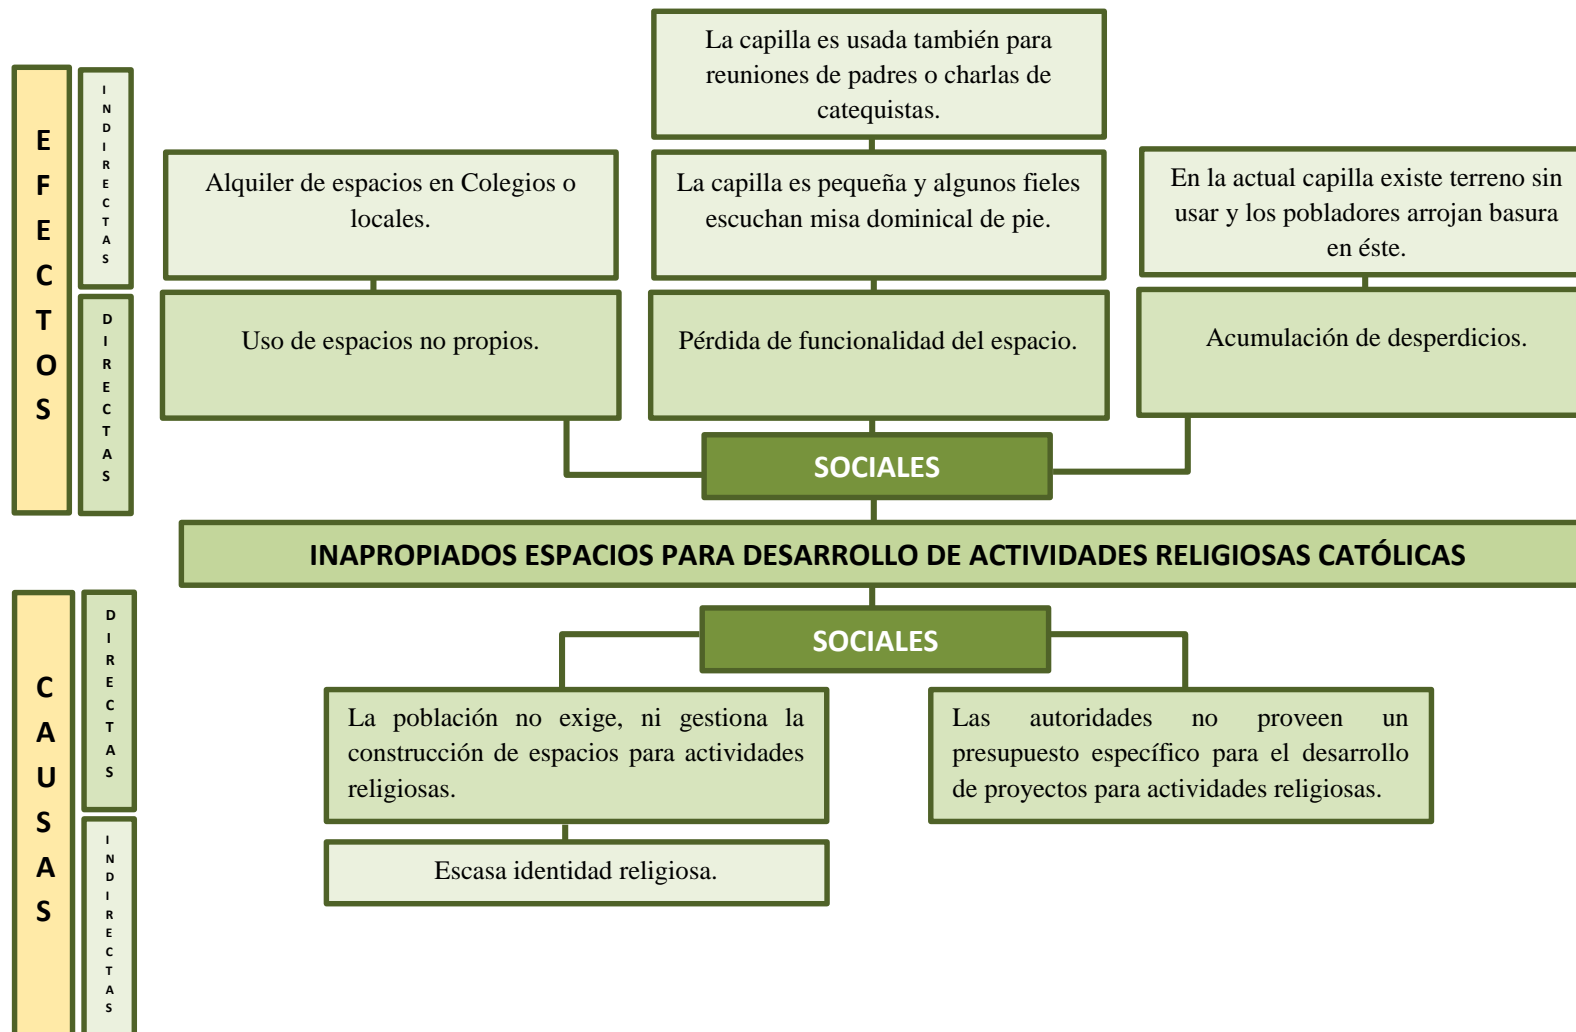 La capilla es usada también para
reuniones de padres o charlas de
catequistas.
EFECTOS
INDIRECTAS
Alquiler de espacios en Colegios o
locales.
La capilla es pequeña y algunos fieles
escuchan misa dominical de pie.
En la actual capilla existe terreno sin
usar y los pobladores arrojan basura
en éste.
DIRECTAS
Uso de espacios no propios.
Pérdida de funcionalidad del espacio.
Acumulación de desperdicios.
SOCIALES
INAPROPIADOS ESPACIOS PARA DESARROLLO DE ACTIVIDADES RELIGIOSAS CATÓLICAS
CAUSAS
DIRECTAS
SOCIALES
La población no exige, ni gestiona la
construcción de espacios para actividades
religiosas.
Las autoridades no proveen un
presupuesto específico para el desarrollo
de proyectos para actividades religiosas.
INDIRECTAS
Escasa identidad religiosa.